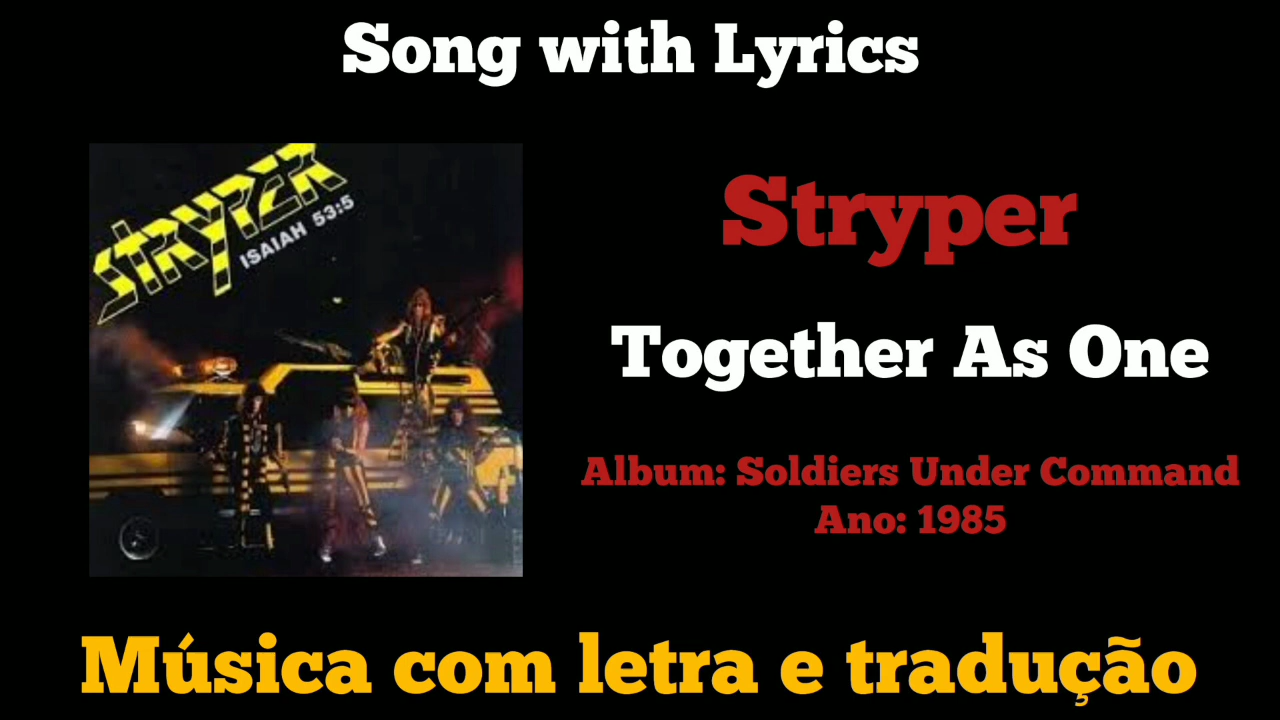 Song with Lyrics
STRYPER
ISAIAH 53:5
Stryper
Together As One
Album: Soldiers Under Command
Ano: 1985
Música com letra e tradução